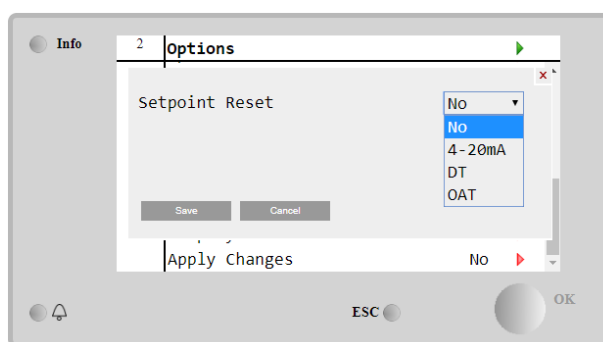 Info
2 Options
x
Setpoint Reset No
No
4-20mA
DT
OAT
Save Cancel
Apply Changes No
ESC
OK